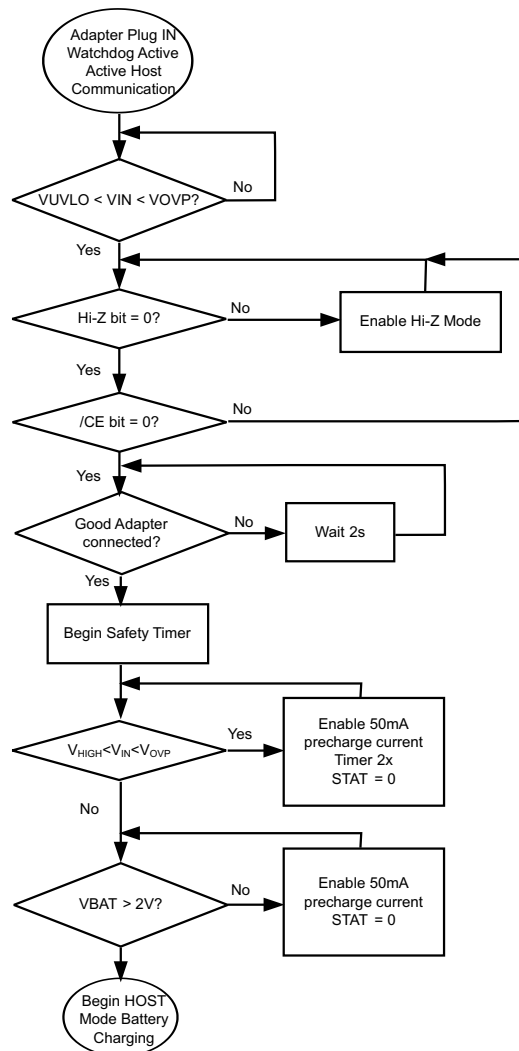 Adapter Plug IN
Watchdog Active
Active Host
Communication
VUVLO < VIN < VOVP?
No
Yes
Hi-Z bit = 0?
No
Enable Hi-Z Mode
Yes
/CE bit = 0?
No
Yes
Good Adapter
connected?
No
Wait 2s
Yes
Begin Safety Timer
VHIGH<VIN<VOVP
Yes
Enable 50mA
precharge current
Timer 2x
STAT = 0
No
VBAT > 2V?
No
Enable 50mA
precharge current
STAT = 0
Begin HOST
Mode Battery
Charging